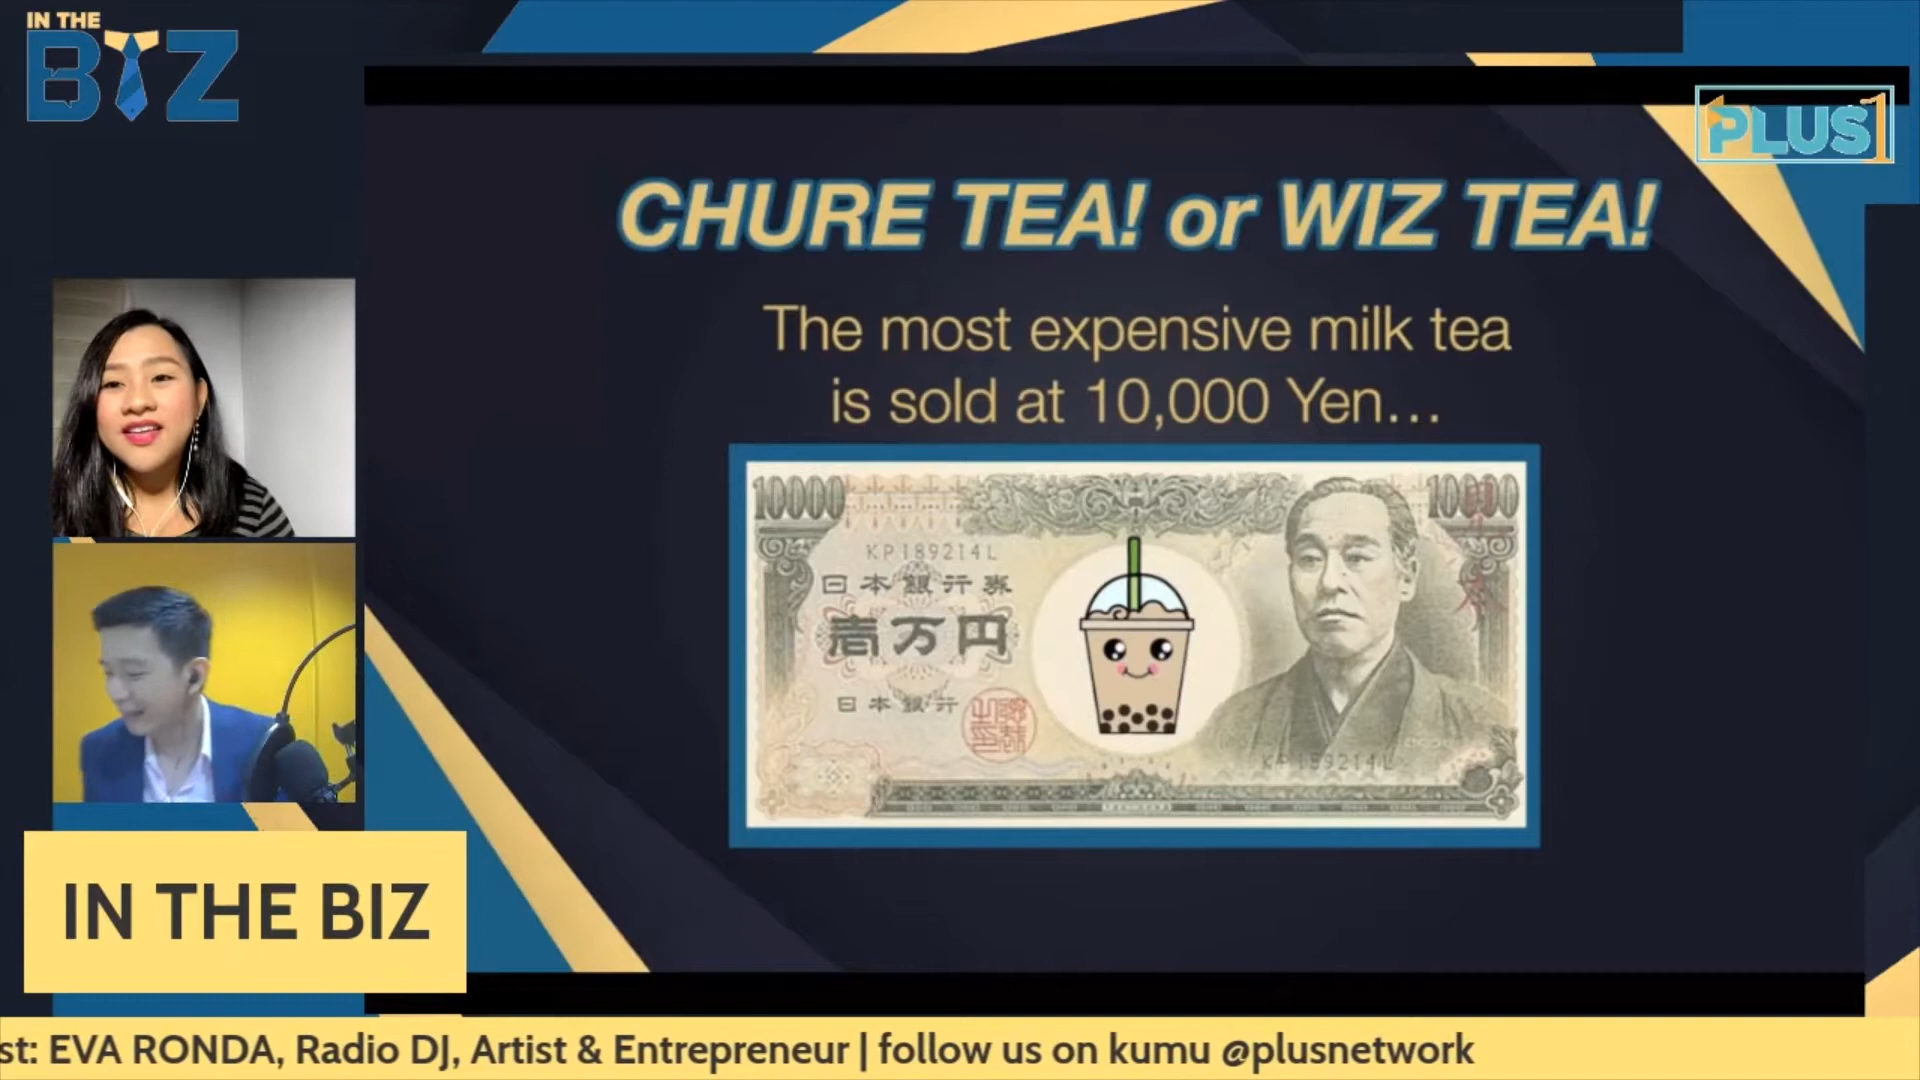 IN THE
BIZ
PLUS1
CHURE TEA! or WIZ TEA!
The most expensive milk tea
is sold at 10,000 Yen...
10000
10000
KP189214L
日本銀行券
壱万円
日本銀行
KP189214L
IN THE BIZ
st: EVA RONDA, Radio DJ, Artist & Entrepreneur | follow us on kumu @plusnetwork